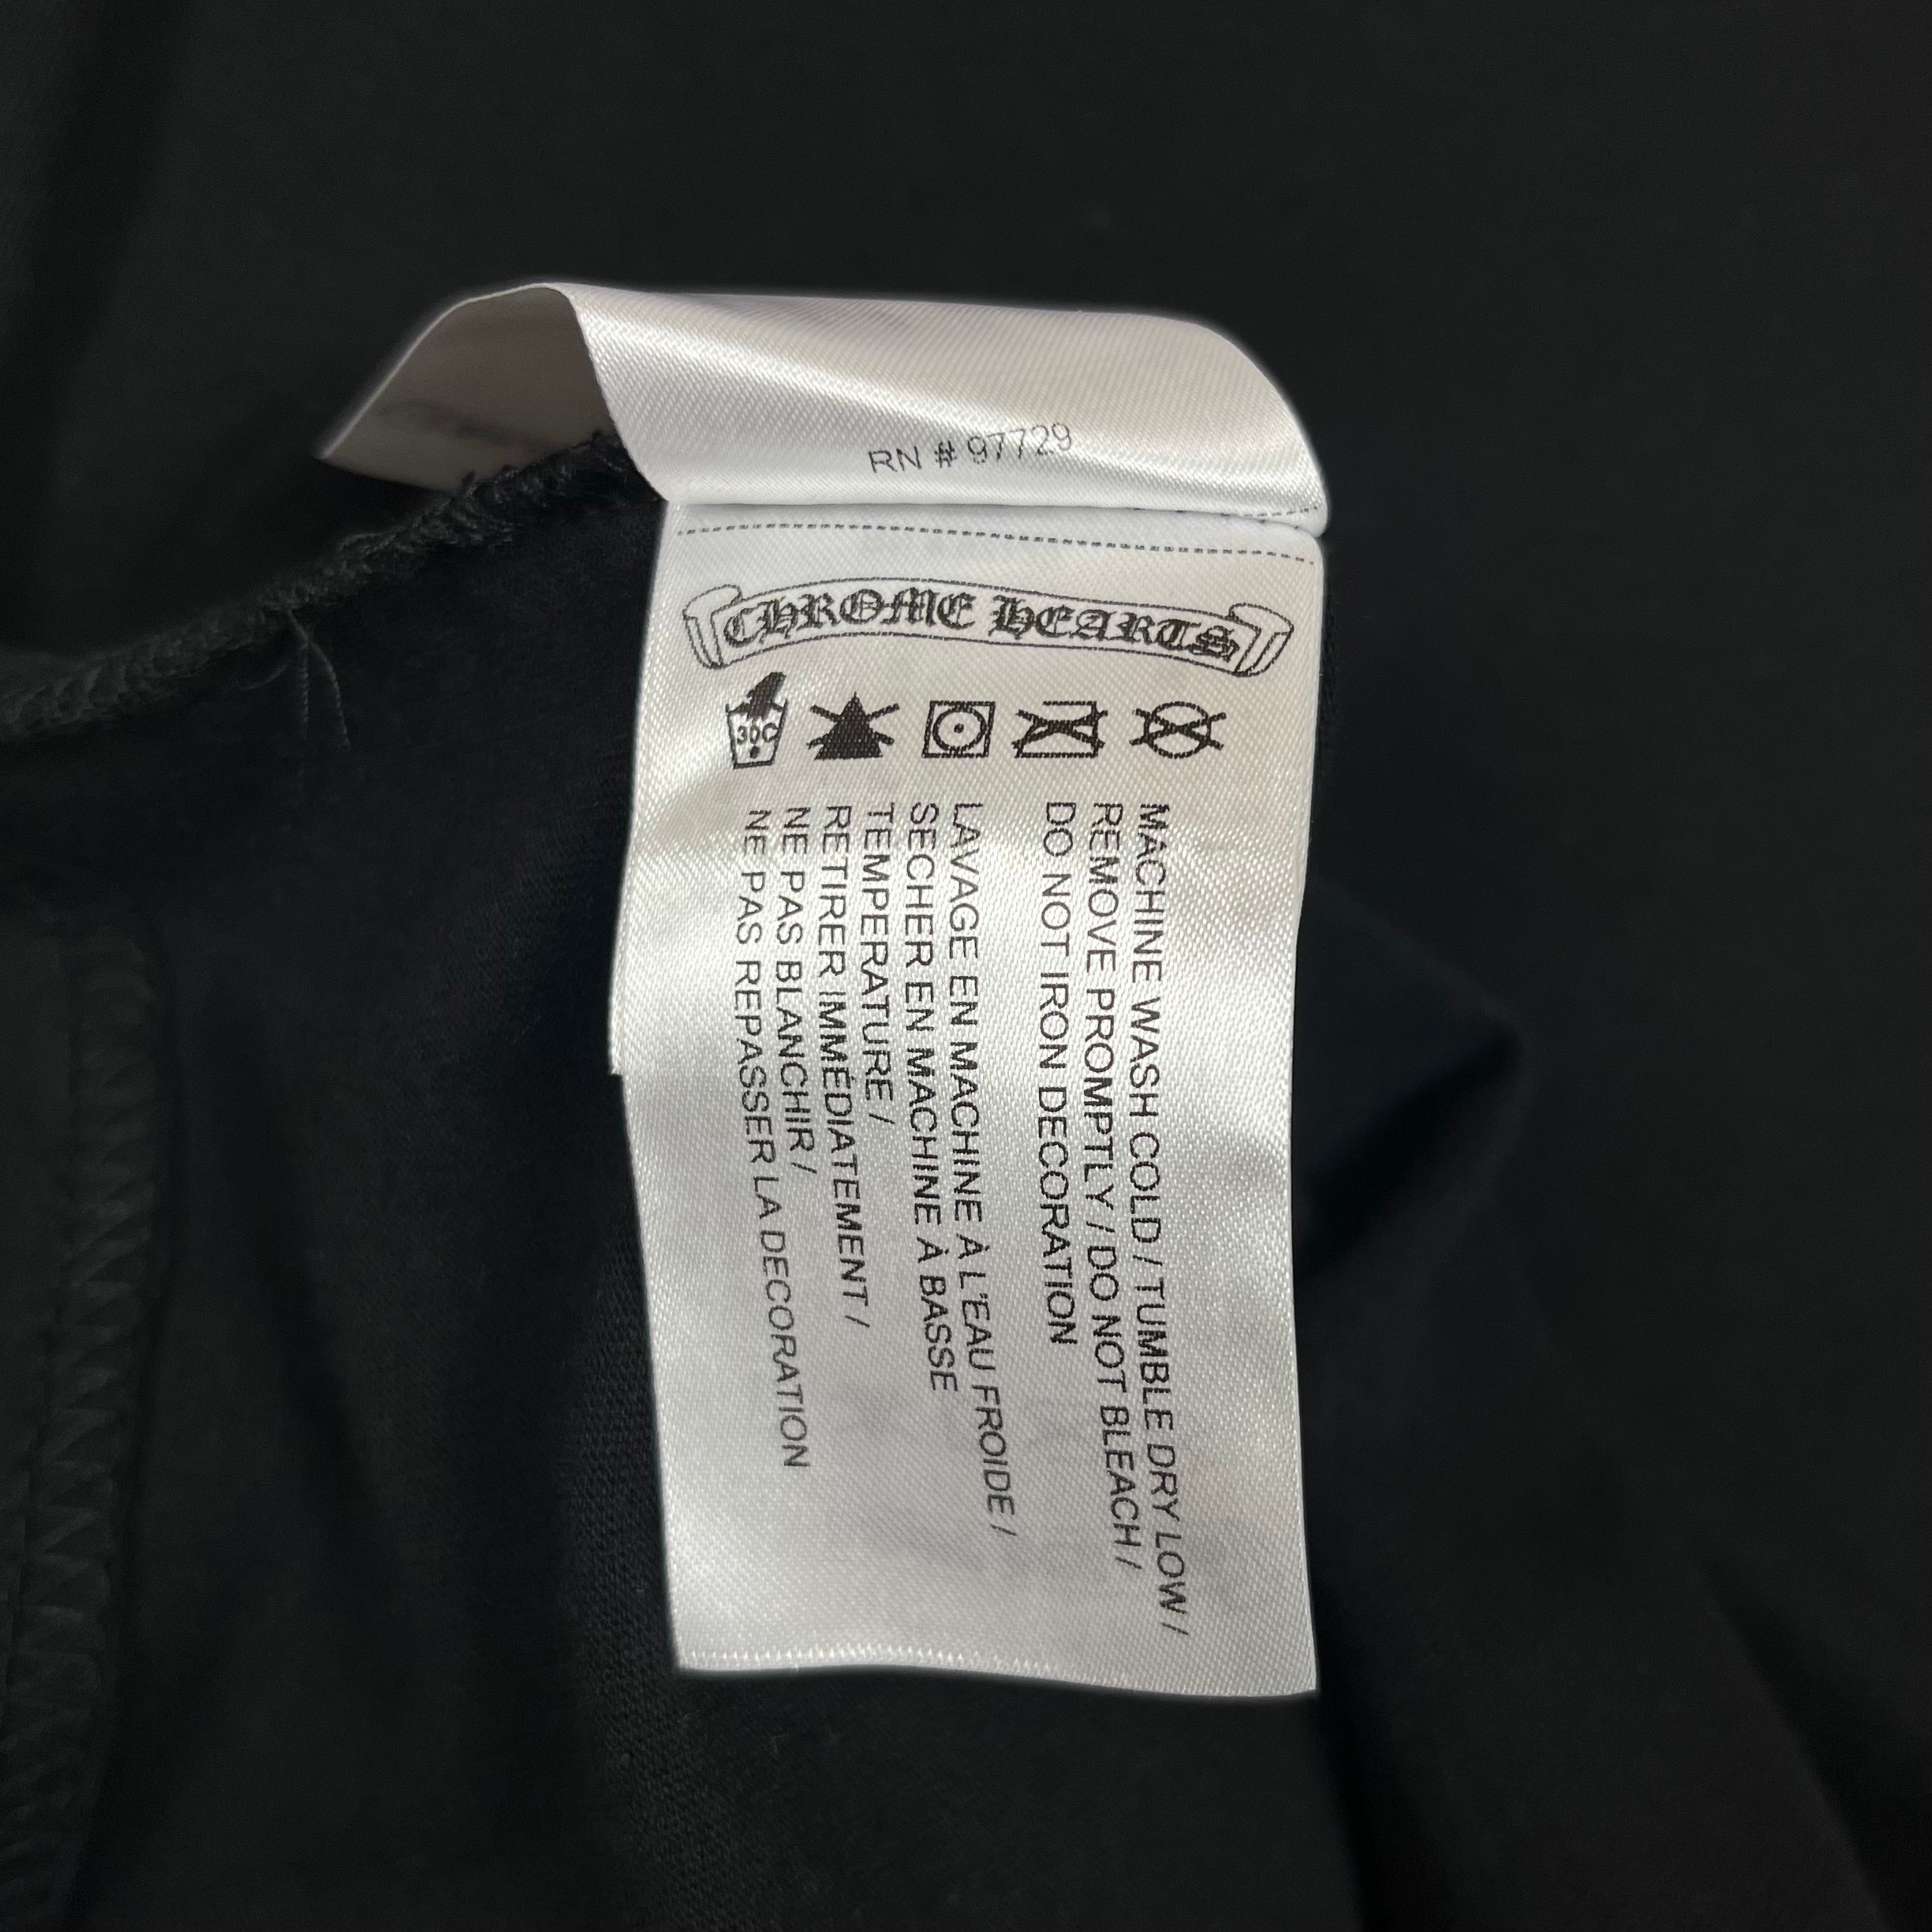 RN # 97729
CHROME HEARTS
30C
MACHINE WASH COLD / TUMBLE DRY LOW /
REMOVE PROMPTLY / DO NOT BLEACH /
DO NOT IRON DECORATION
LAVAGE EN MACHINE À L'EAU FROIDE /
SECHER EN MACHINE À BASSE
TEMPERATURE /
RETIRER IMMÉDIATEMENT /
NE PAS BLANCHIR /
NE PAS REPASSER LA DECORATION